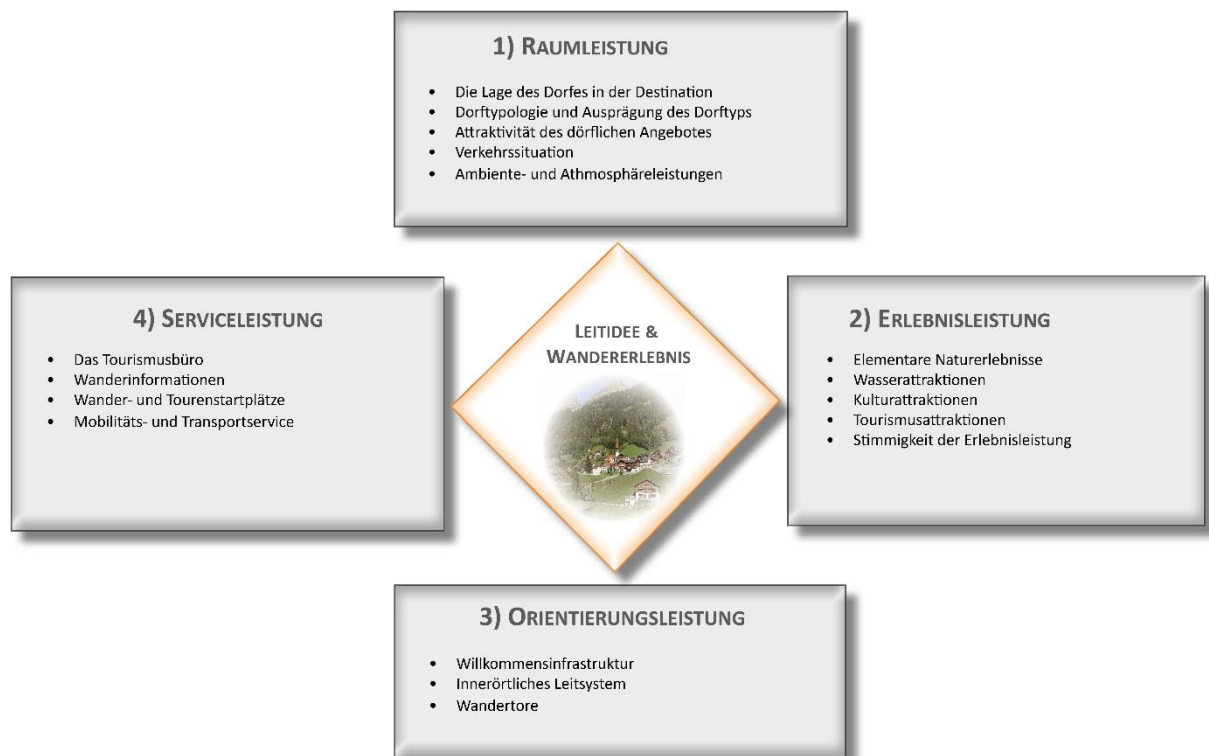 1) RAUMLEISTUNG
• Die Lage des Dorfes in der Destination
• Dorftypologie und Ausprägung des Dorftyps
• Attraktivität des dörflichen Angebotes
• Verkehrssituation
• Ambiente- und Athmosphäreleistungen
4) SERVICELEISTUNG
• Das Tourismusbüro
• Wanderinformationen
• Wander- und Tourenstartplätze
• Mobilitäts- und Transportservice
LEITIDEE &
WANDERERLEBNIS
2) ERLEBNISLEISTUNG
• Elementare Naturerlebnisse
• Wasserattraktionen
• Kulturattraktionen
• Tourismusattraktionen
• Stimmigkeit der Erlebnisleistung
3) ORIENTIERUNGSLEISTUNG
• Willkommensinfrastruktur
• Innerörtliches Leitsystem
• Wandertore